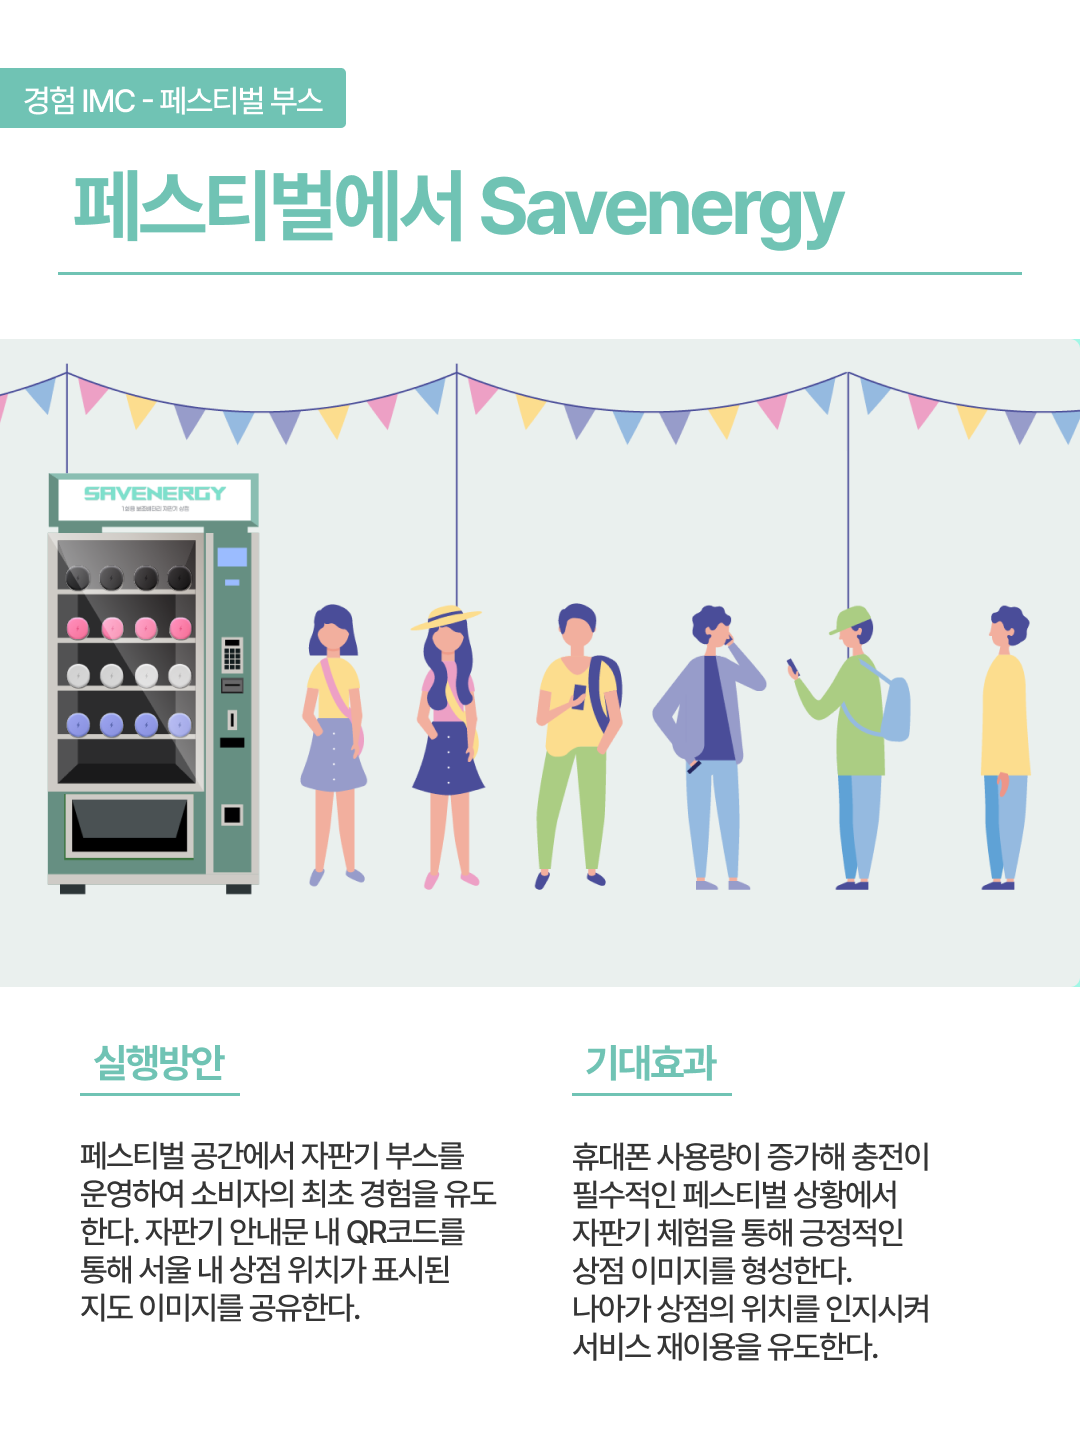 경험 IMC - 페스티벌 부스
페스티벌에서 Savenergy
SAVENERGY
실행방안
페스티벌 공간에서 자판기 부스를
운영하여 소비자의 최초 경험을 유도
한다. 자판기 안내문 내 QR코드를
통해 서울 내 상점 위치가 표시된
지도 이미지를 공유한다.
기대효과
휴대폰 사용량이 증가해 충전이
필수적인 페스티벌 상황에서
자판기 체험을 통해 긍정적인
상점 이미지를 형성한다.
나아가 상점의 위치를 인지시켜
서비스 재이용을 유도한다.